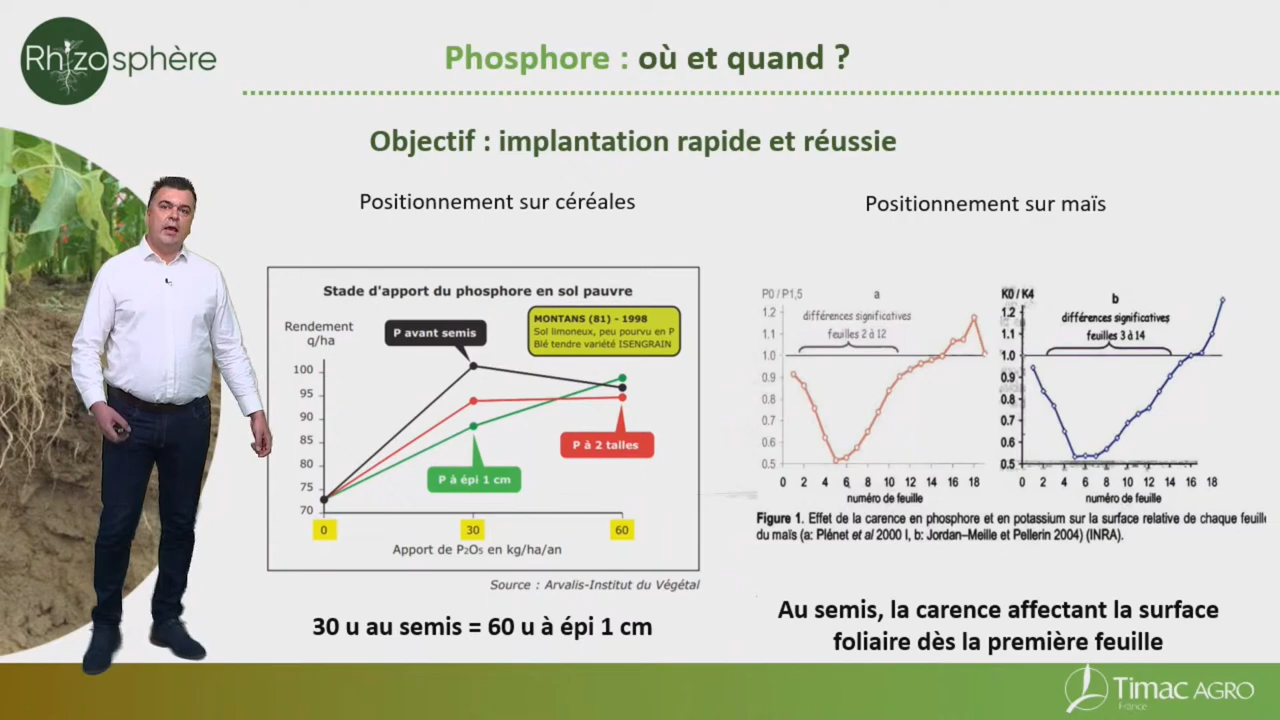 Rhizosphère
Phosphore : où et quand ?
Objectif : implantation rapide et réussie
Positionnement sur céréales
Stade d'apport du phosphore en sol pauvre
MONTANS (81) - 1998
Sol limoneux, peu pourvu en P
Blé tendre variété ISENGRAIN
Rendement
q/ha
P avant semis
100
95
90
85
80
75
70
P à 2 talles
P à épi 1 cm
0
30
60
Apport de P₂O₅ en kg/ha/an
Source : Arvalis-Institut du Végétal
30 u au semis = 60 u à épi 1 cm
Positionnement sur maïs
P0 / P1,5
a
différences significatives
feuilles 2 à 12
1.2
1.1
1.0
0.9
0.8
0.7
0.6
0.5
0 2 4 6 8 10 12 14 16 18
numéro de feuille
K0 / K4
b
différences significatives
feuilles 3 à 14
1.2
1.1
1.0
0.9
0.8
0.7
0.6
0.5
0 2 4 6 8 10 12 14 16 18
numéro de feuille
Figure 1. Effet de la carence en phosphore et en potassium sur la surface relative de chaque feuille
du maïs (a: Plénet et al 2000 l, b: Jordan–Meille et Pellerin 2004) (INRA).
Au semis, la carence affectant la surface
foliaire dès la première feuille
Timac AGRO
France